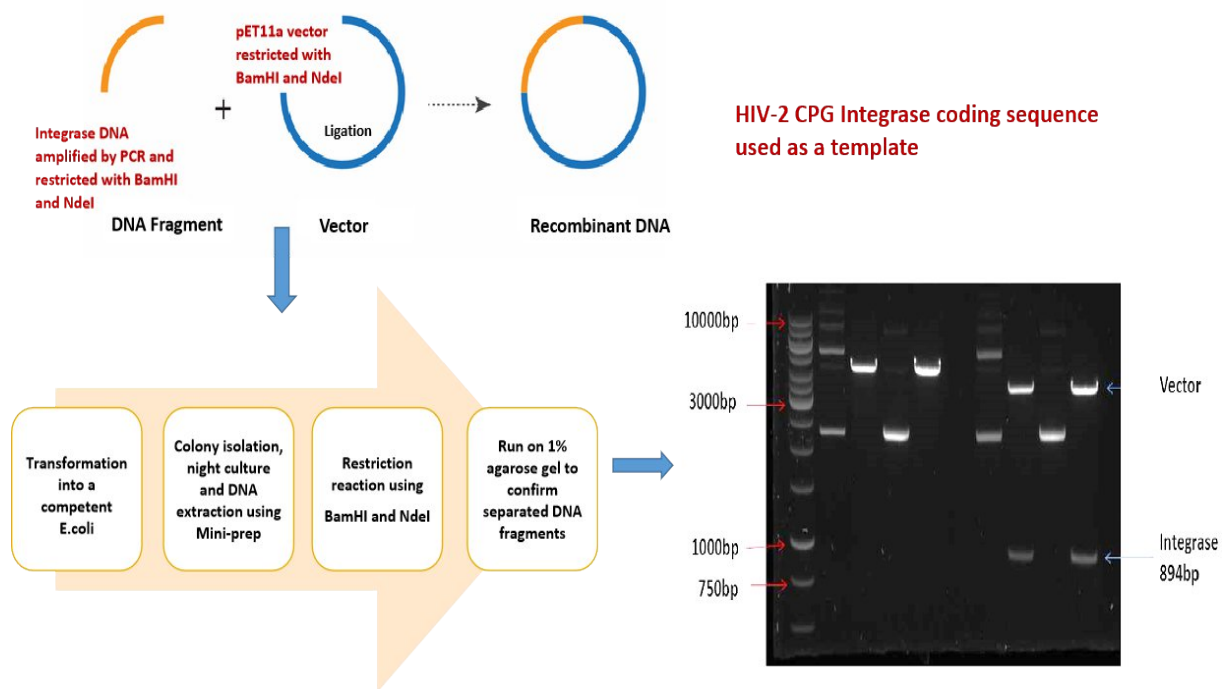 pET11a vector
restricted with
BamHI and NdeI
+
Ligation
Integrase DNA
amplified by PCR and
restricted with BamHI
and NdeI
DNA Fragment
Vector
Recombinant DNA
HIV-2 CPG Integrase coding sequence
used as a template
Transformation
into a
competent
E.coli
Colony isolation,
night culture
and DNA
extraction using
Mini-prep
Restriction
reaction using
BamHI and NdeI
Run on 1%
agarose gel to
confirm
separated DNA
fragments
10000bp
3000bp
1000bp
750bp
Vector
Integrase
894bp